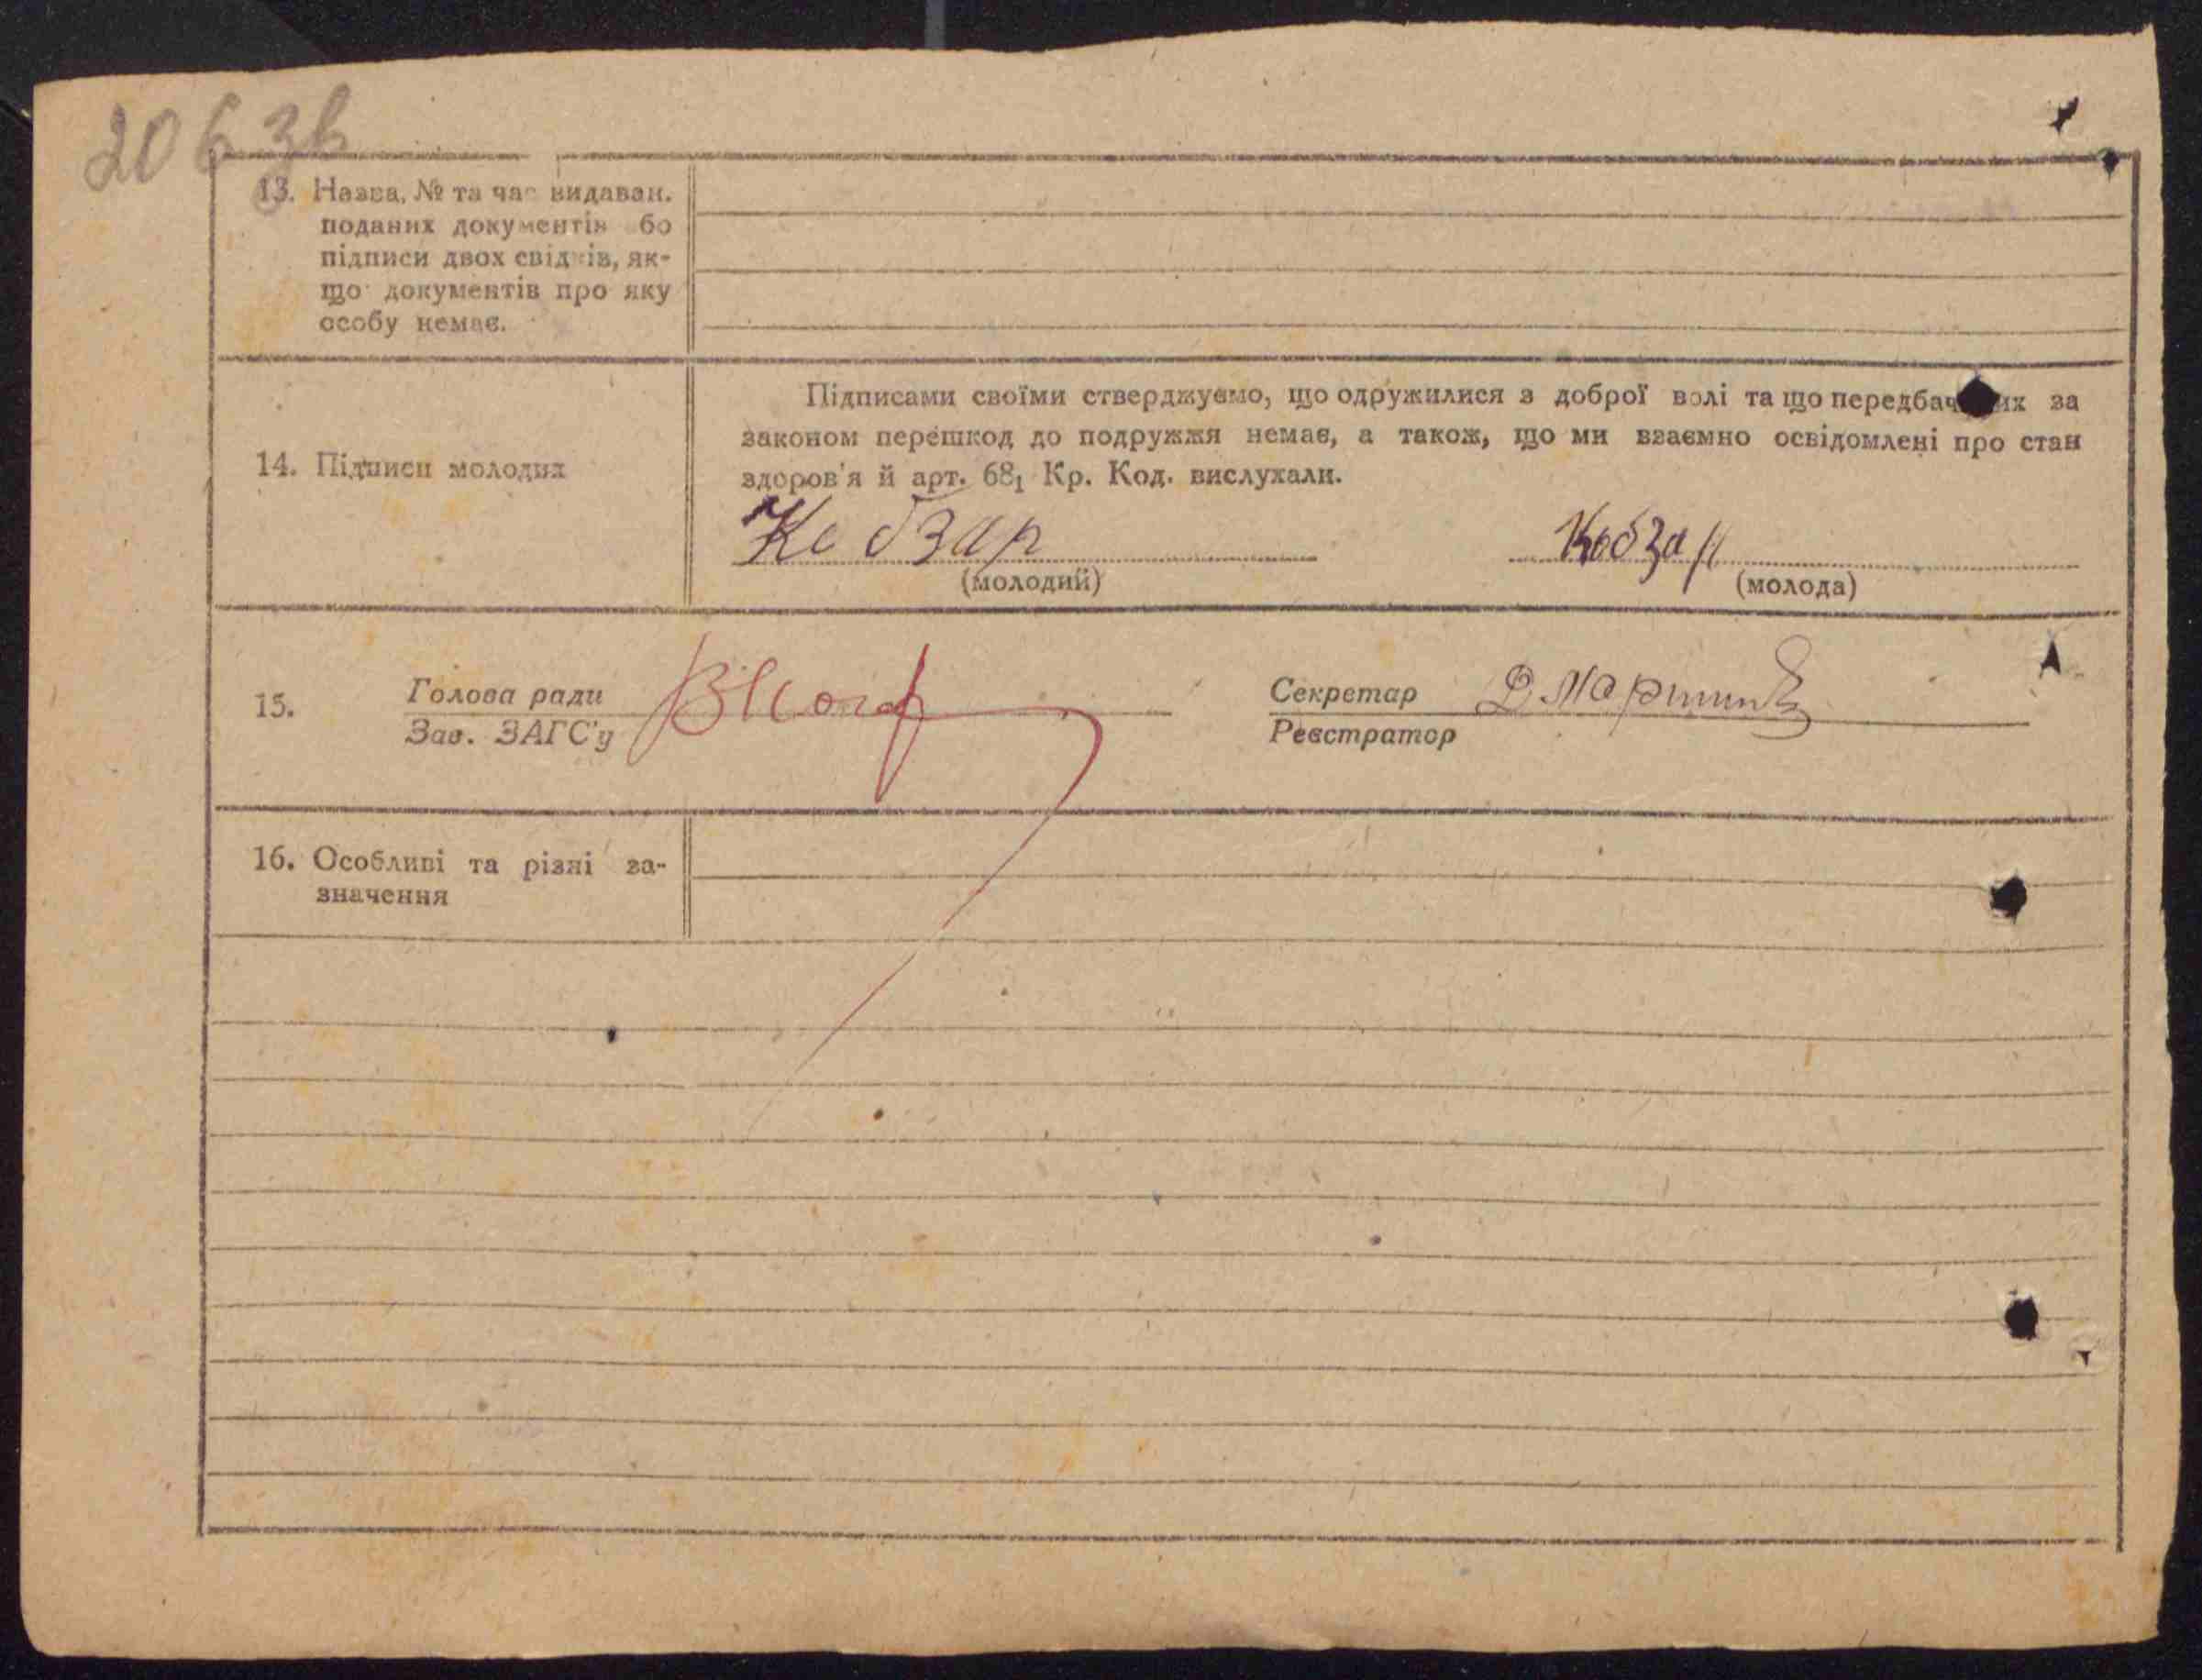 206 зв
13. Назва, № та час видаван.
поданих документів або
підписи двох свідків, як-
що документів про яку
особу немає.
Підписами своїми стверджуємо, що одружилися з доброї волі та що передбачених за
законом перешкод до подружжя немає, а також, що ми взаємно освідомлені про стан
14. Підписи молодих
здоров'я й арт. 68₁ Кр. Код. вислухали.
Кобзар
Кобзар
(молодий)
(молода)
15.
Голова ради
Секретар
Зав. ЗАГС'у
Реєстратор
16. Особливі та різні за-
значення